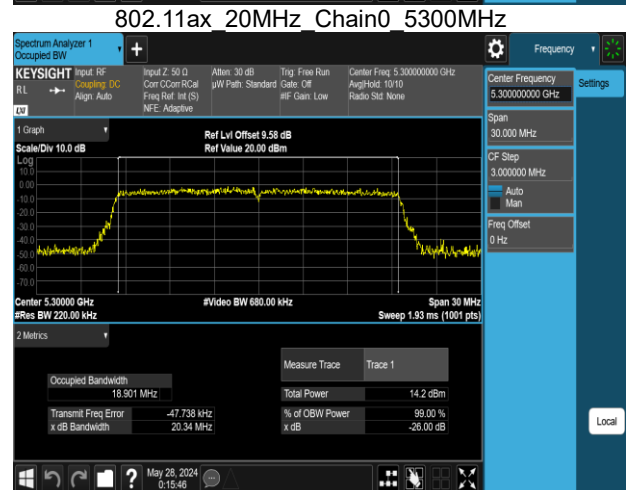 802.11ax_20MHz_Chain0_5300MHz
Spectrum Analyzer 1
Occupied BW
Frequency
KEYSIGHT Input: RF Input Z: 50 Ω Atten: 30 dB Trig: Free Run Center Freq: 5.300000000 GHz
RL Coupling: DC Corr CCorr RCal µW Path: Standard Gate: Off Avg|Hold: 10/10
Align: Auto Freq Ref: Int (S) #IF Gain: Low Radio Std: None
LXI NFE: Adaptive
Center Frequency
5.300000000 GHz
Settings
Span
30.000 MHz
CF Step
3.000000 MHz
Auto
Man
Freq Offset
0 Hz
Local
1 Graph
Ref Lvl Offset 9.58 dB
Scale/Div 10.0 dB Ref Value 20.00 dBm
Log
10.0
0.00
-10.0
-20.0
-30.0
-40.0
-50.0
-60.0
-70.0
Center 5.30000 GHz #Video BW 680.00 kHz Span 30 MHz
#Res BW 220.00 kHz Sweep 1.93 ms (1001 pts)
2 Metrics
Measure Trace Trace 1
Occupied Bandwidth
18.901 MHz
Total Power 14.2 dBm
Transmit Freq Error -47.738 kHz % of OBW Power 99.00 %
x dB Bandwidth 20.34 MHz x dB -26.00 dB
?
May 28, 2024
0:15:46